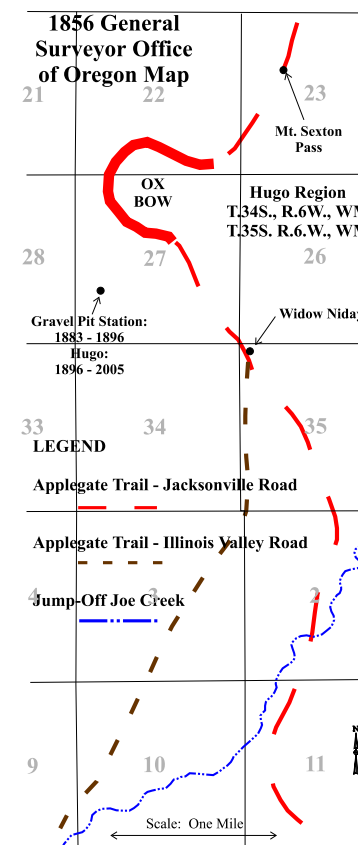 1856 General
Surveyor Office
of Oregon Map
21 22 23
Mt. Sexton
Pass
OX
BOW
Hugo Region
T.34S., R.6W., WM
T.35S. R.6.W., WM
28 27 26
Gravel Pit Station:
1883 - 1896
Hugo:
1896 - 2005
Widow Niday
33 34 35
LEGEND
Applegate Trail - Jacksonville Road
Applegate Trail - Illinois Valley Road
4 3 2
Jump-Off Joe Creek
9 10 11
N
Scale: One Mile